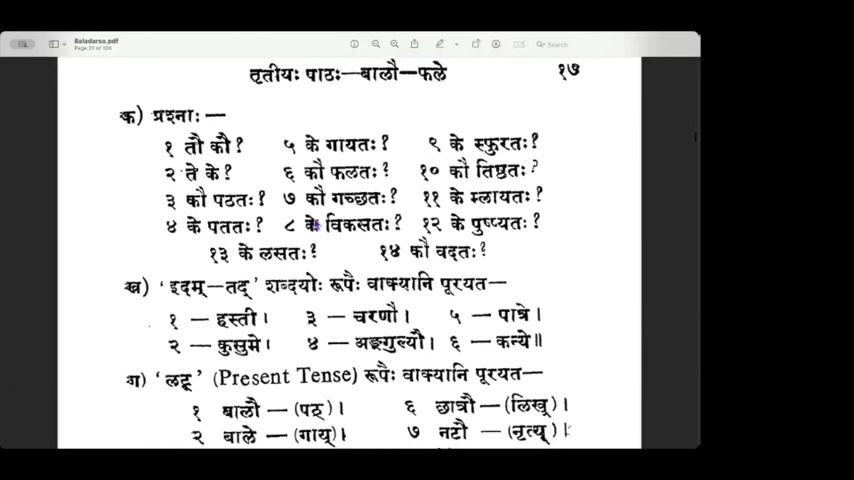 Baladarsa.pdf
Page 21 of 104
Search
तृतीयः पाठः—बालौ—फले १७
क) प्रश्नाः —
१ तौ कौ? ५ के गायतः? ९ के स्फुरतः?
२ ते के? ६ कौ फलतः? १० कौ तिष्ठतः?
३ कौ पठतः? ७ कौ गच्छतः? ११ के म्लायतः?
४ के पततः? ८ के विकसतः? १२ के पुष्प्यतः?
१३ के लसतः? १४ कौ वदतः?
ख) 'इदम्—तद्' शब्दयोः रूपैः वाक्यानि पूरयत—
१ — हस्ती। ३ — चरणौ। ५ — पात्रे।
२ — कुसुमे। ४ — अङ्गुल्यौ। ६ — कन्ये॥
ग) 'लट्' (Present Tense) रूपैः वाक्यानि पूरयत—
१ बालौ — (पठ्)। ६ छात्रौ — (लिख्)।
२ बाले — (गाय्)। ७ नटौ — (नृत्य्)।